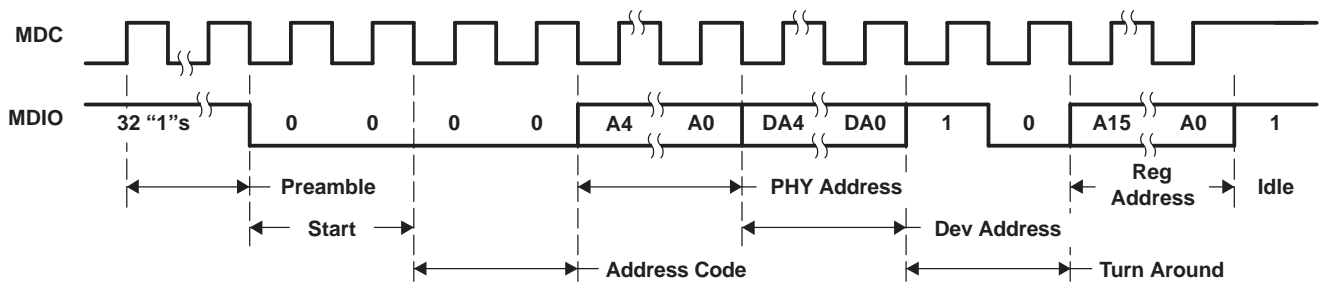 MDC
MDIO
32 “1”s 0 0 0 0 A4 A0 DA4 DA0 1 0 A15 A0 1
Preamble PHY Address Reg Address Idle
Start Dev Address
Address Code Turn Around